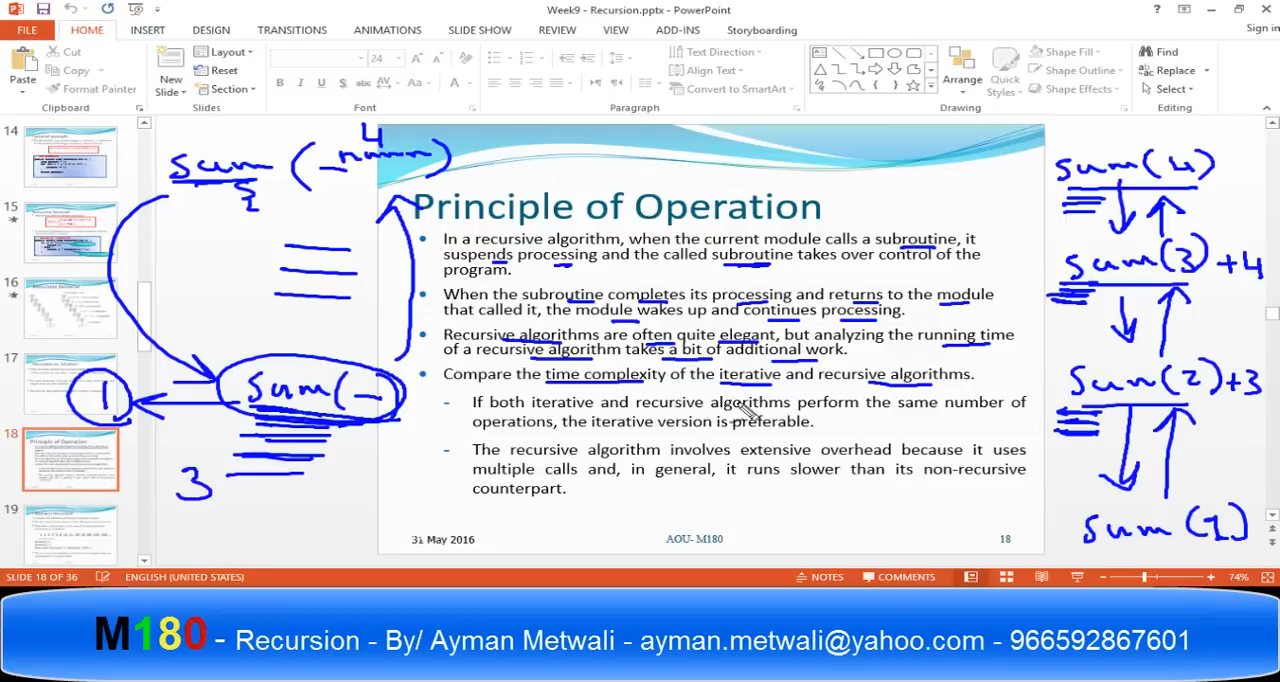 Week9 - Recursion.pptx - PowerPoint
Sign in
FILE HOME INSERT DESIGN TRANSITIONS ANIMATIONS SLIDE SHOW REVIEW VIEW ADD-INS Storyboarding
Paste
Cut
Copy
Format Painter
Clipboard
New
Slide
Layout
Reset
Section
Slides
24
Font
Text Direction
Align Text
Convert to SmartArt
Paragraph
Arrange
Quick
Styles
Shape Fill
Shape Outline
Shape Effects
Drawing
Find
Replace
Select
Editing
14
15
16
17
18
19
4
sum (
sum (
1
3
Principle of Operation
In a recursive algorithm, when the current module calls a subroutine, it
suspends processing and the called subroutine takes over control of the
program.
When the subroutine completes its processing and returns to the module
that called it, the module wakes up and continues processing.
Recursive algorithms are often quite elegant, but analyzing the running time
of a recursive algorithm takes a bit of additional work.
Compare the time complexity of the iterative and recursive algorithms.
- If both iterative and recursive algorithms perform the same number of
operations, the iterative version is preferable.
- The recursive algorithm involves extensive overhead because it uses
multiple calls and, in general, it is slower than its non-recursive
counterpart.
31 May 2016
AOU- M180
18
sum(4)
sum(3)+4
sum(2)+3
sum(1)
SLIDE 18 OF 36 ENGLISH (UNITED STATES) NOTES COMMENTS 74%
M180 - Recursion - By/ Ayman Metwali - ayman.metwali@yahoo.com - 966592867601